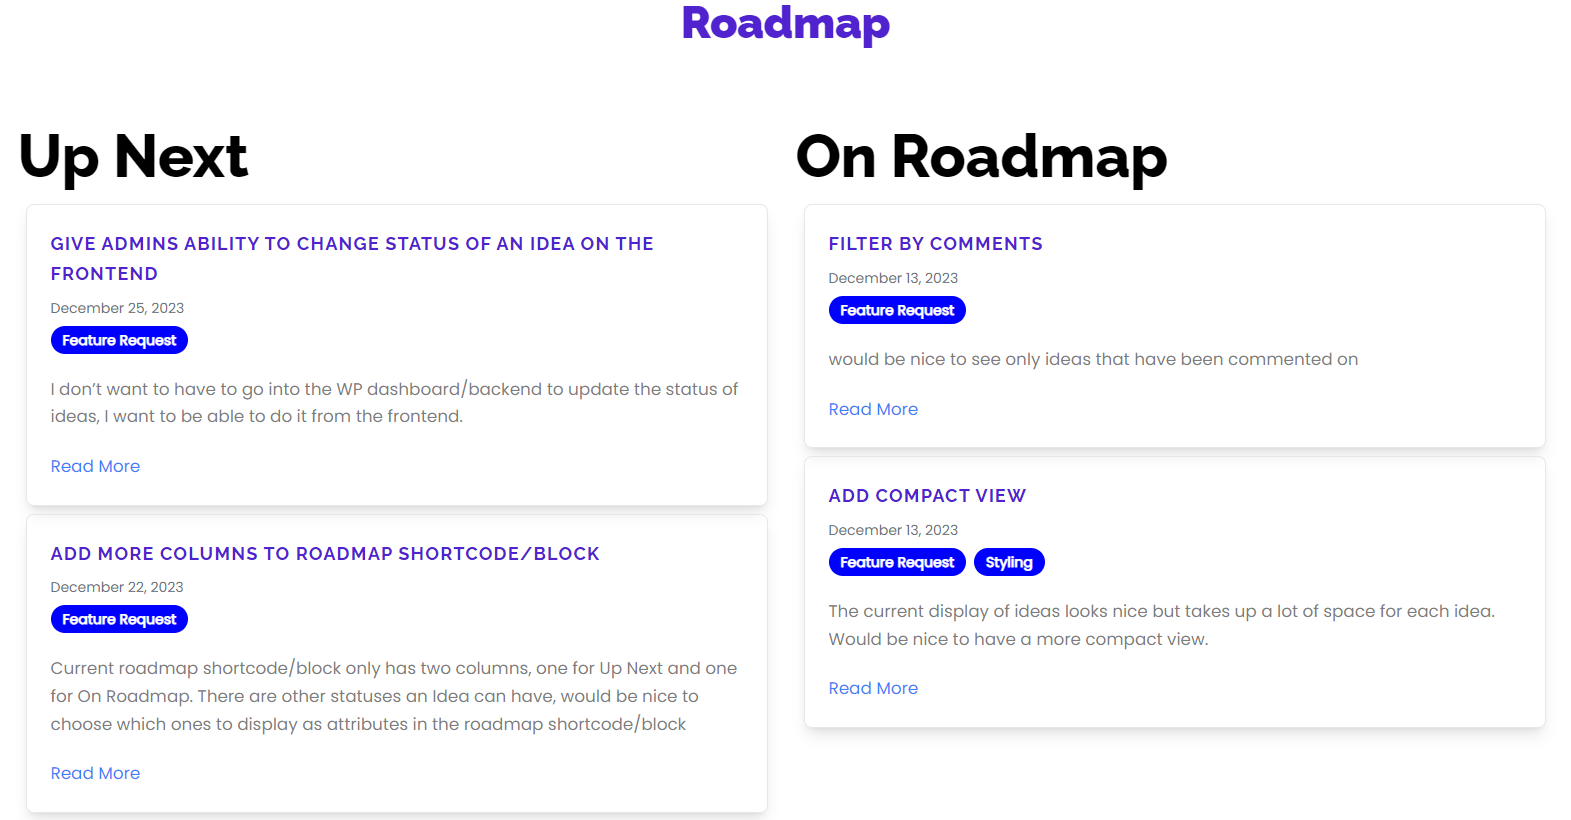 Roadmap
Up Next
GIVE ADMINS ABILITY TO CHANGE STATUS OF AN IDEA ON THE
FRONTEND
December 25, 2023
Feature Request
I don’t want to have to go into the WP dashboard/backend to update the status of
ideas, I want to be able to do it from the frontend.
Read More
ADD MORE COLUMNS TO ROADMAP SHORTCODE/BLOCK
December 22, 2023
Feature Request
Current roadmap shortcode/block only has two columns, one for Up Next and one
for On Roadmap. There are other statuses an Idea can have, would be nice to
choose which ones to display as attributes in the roadmap shortcode/block
Read More
On Roadmap
FILTER BY COMMENTS
December 13, 2023
Feature Request
would be nice to see only ideas that have been commented on
Read More
ADD COMPACT VIEW
December 13, 2023
Feature Request Styling
The current display of ideas looks nice but takes up a lot of space for each idea.
Would be nice to have a more compact view.
Read More